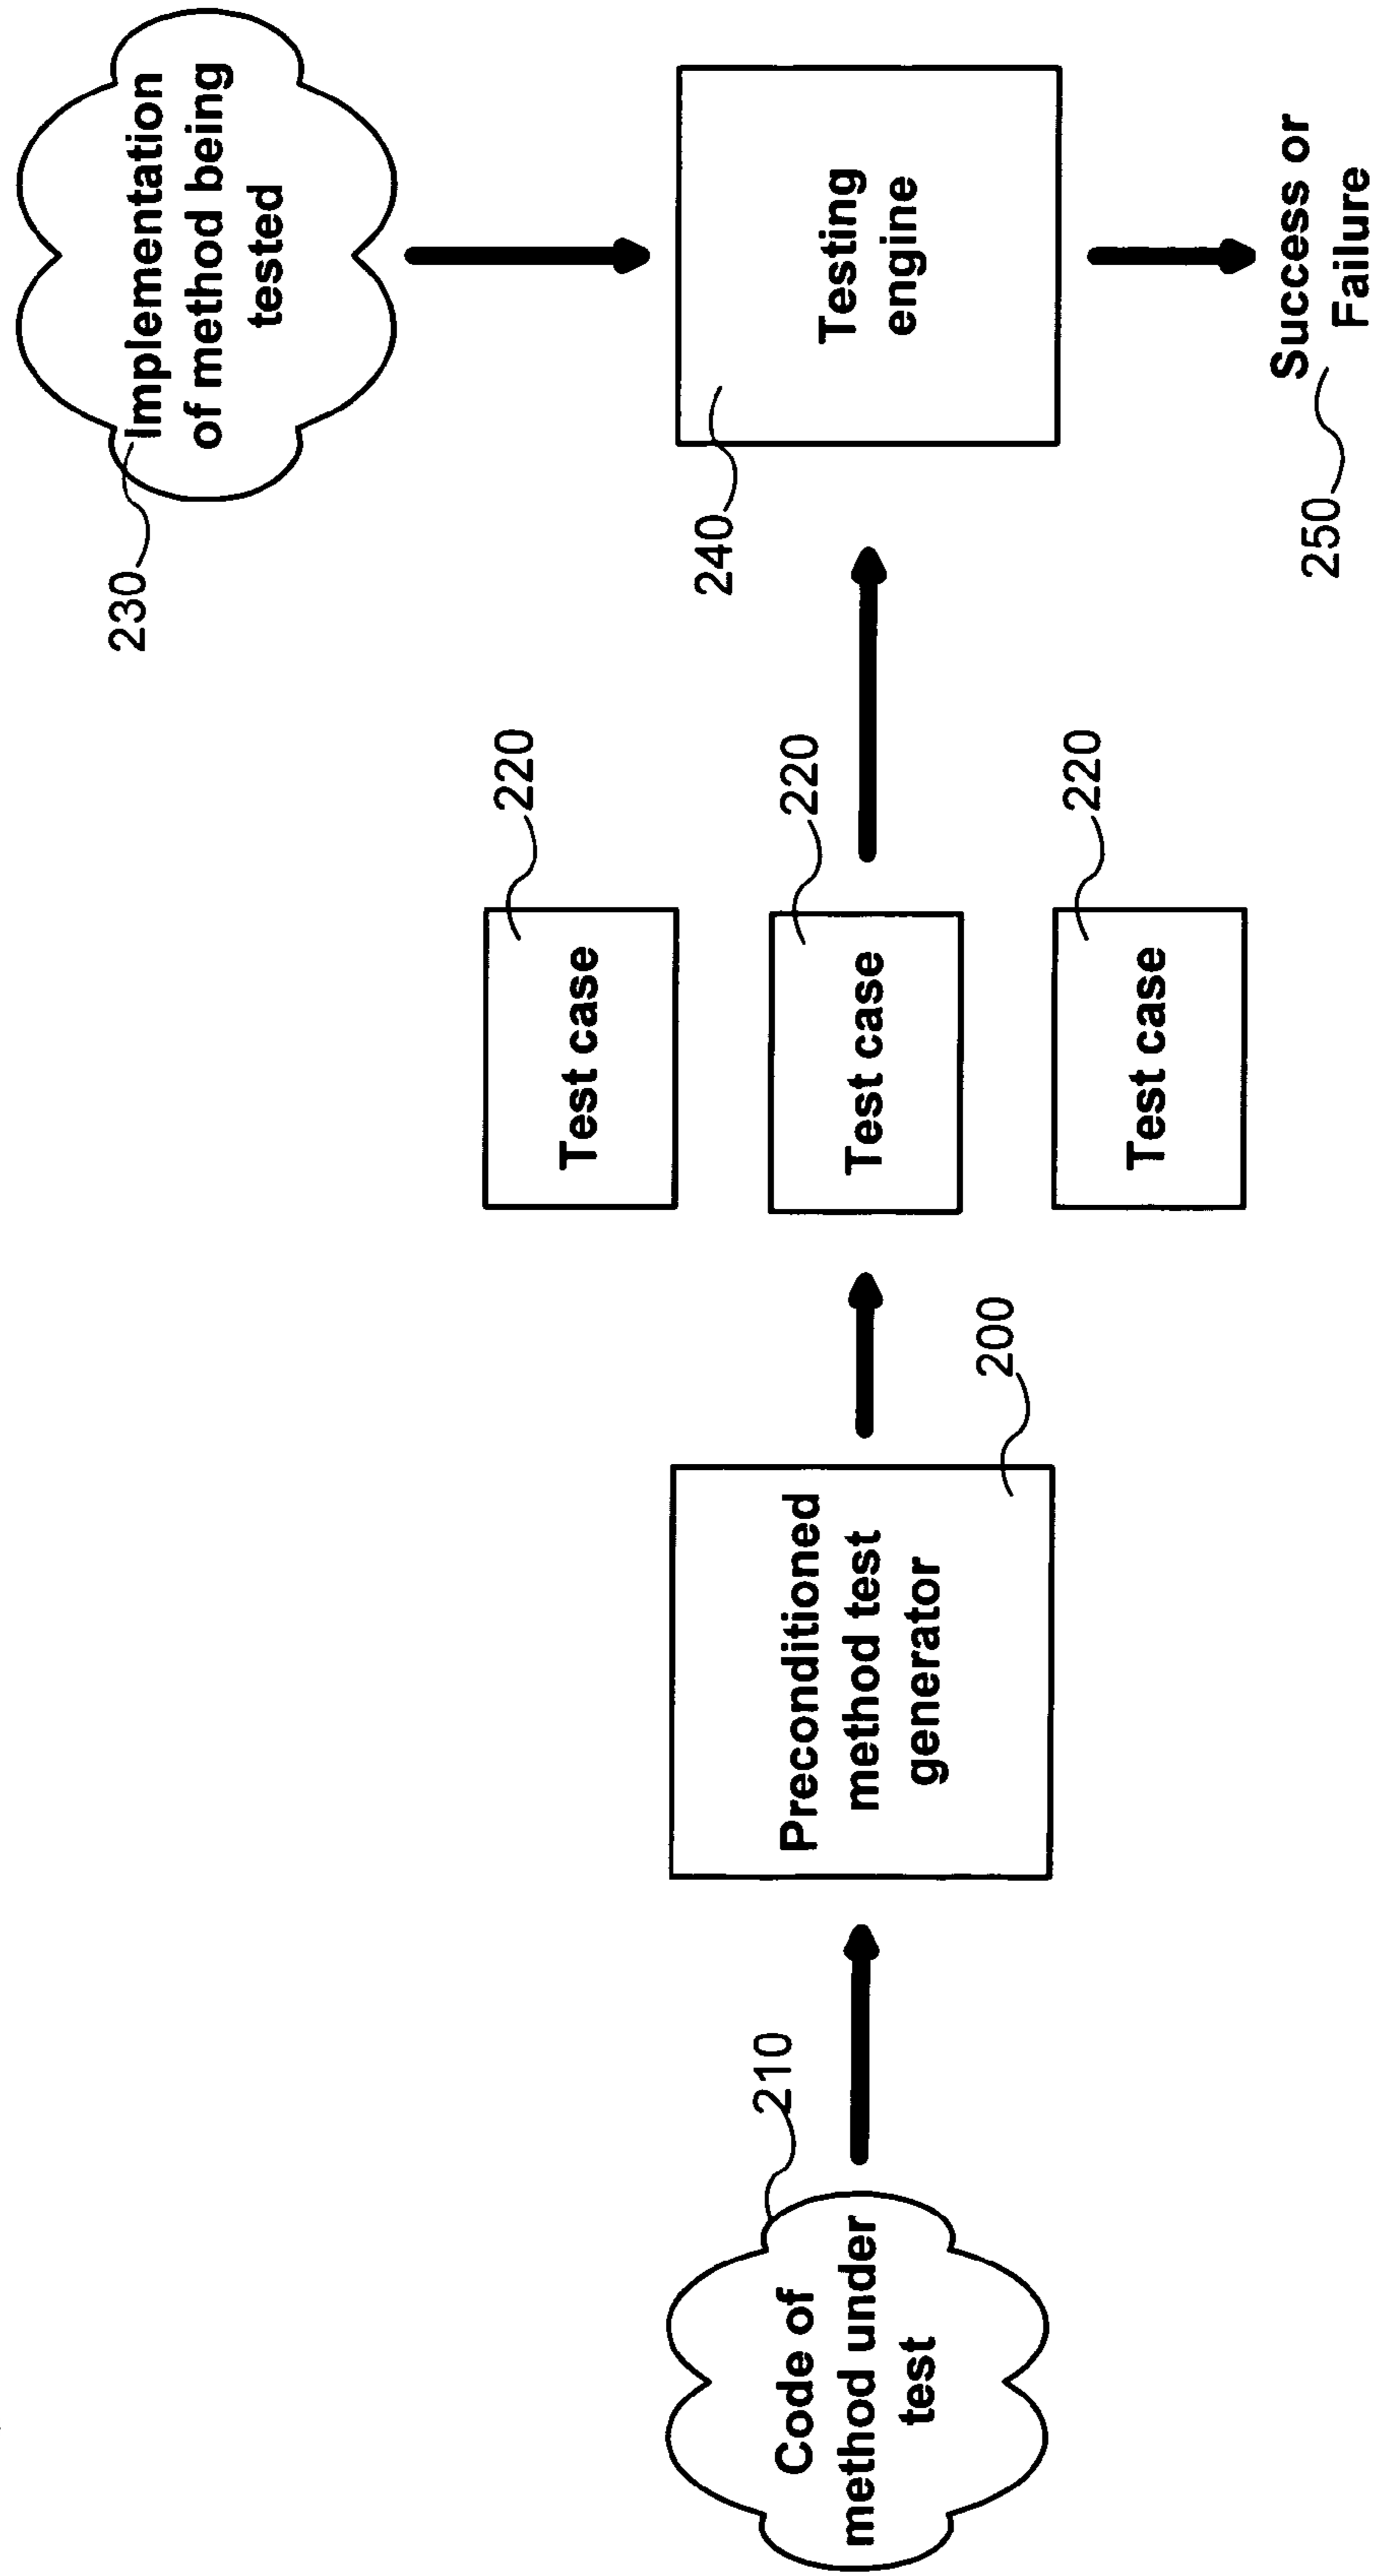 230
Implementation
of method being
tested
220
Test case
240
Testing
engine
210
Code of
method under
test
Preconditioned
method test
generator
200
220
Test case
220
Test case
250
Success or
Failure